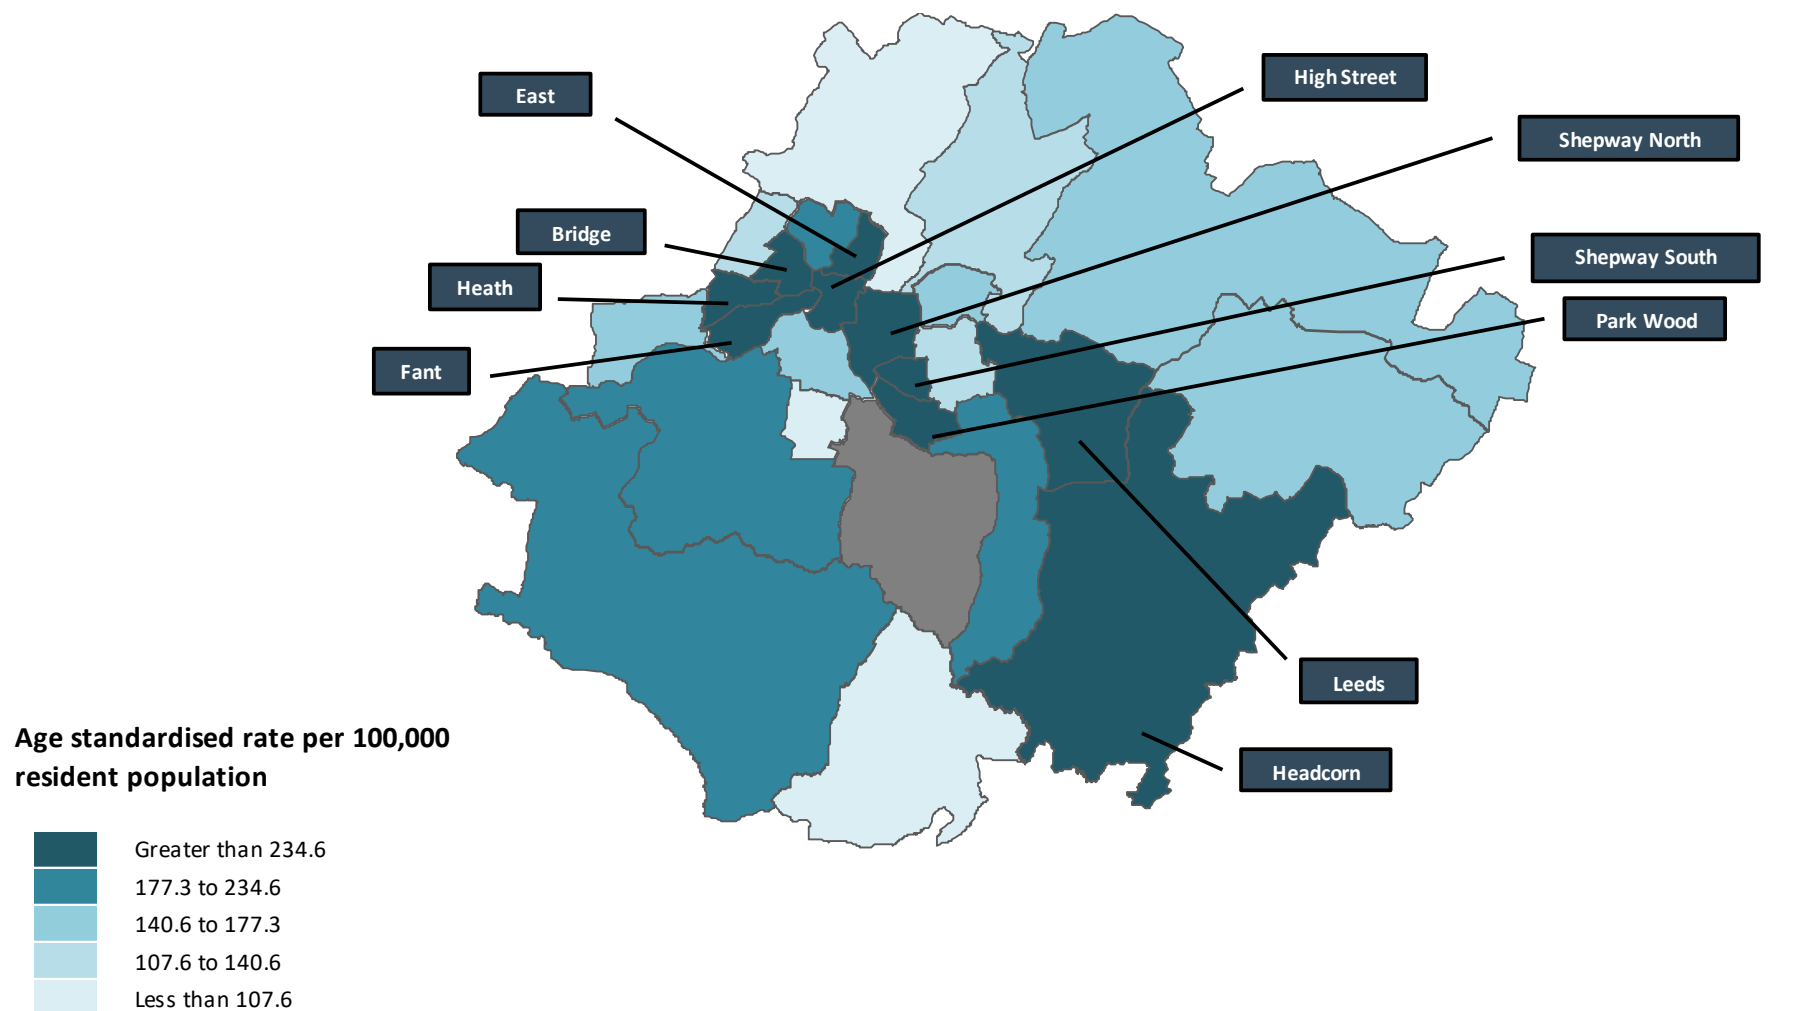 East
High Street
Shepway North
Bridge
Shepway South
Heath
Park Wood
Fant
Leeds
Headcorn
Age standardised rate per 100,000
resident population
Greater than 234.6
177.3 to 234.6
140.6 to 177.3
107.6 to 140.6
Less than 107.6